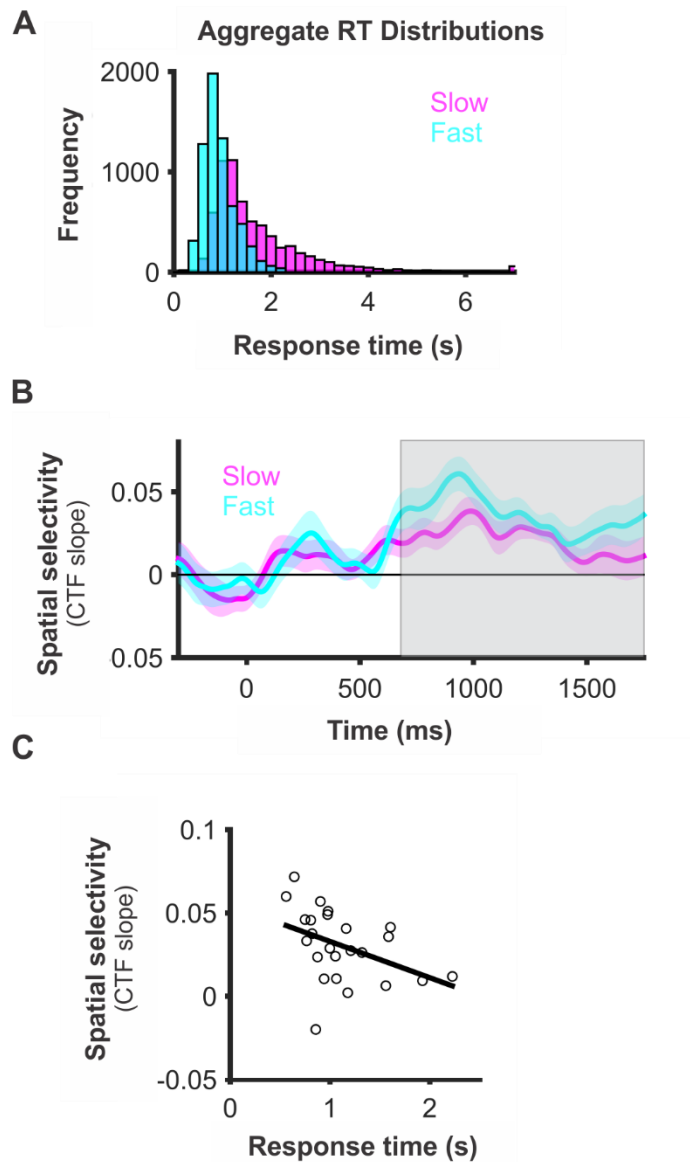 A
Aggregate RT Distributions
2000
1000
0
Frequency
Slow
Fast
0 2 4 6
Response time (s)
B
Spatial selectivity
(CTF slope)
0.05
0
0.05
Slow
Fast
0 500 1000 1500
Time (ms)
C
Spatial selectivity
(CTF slope)
0.1
0.05
0
-0.05
0 1 2
Response time (s)